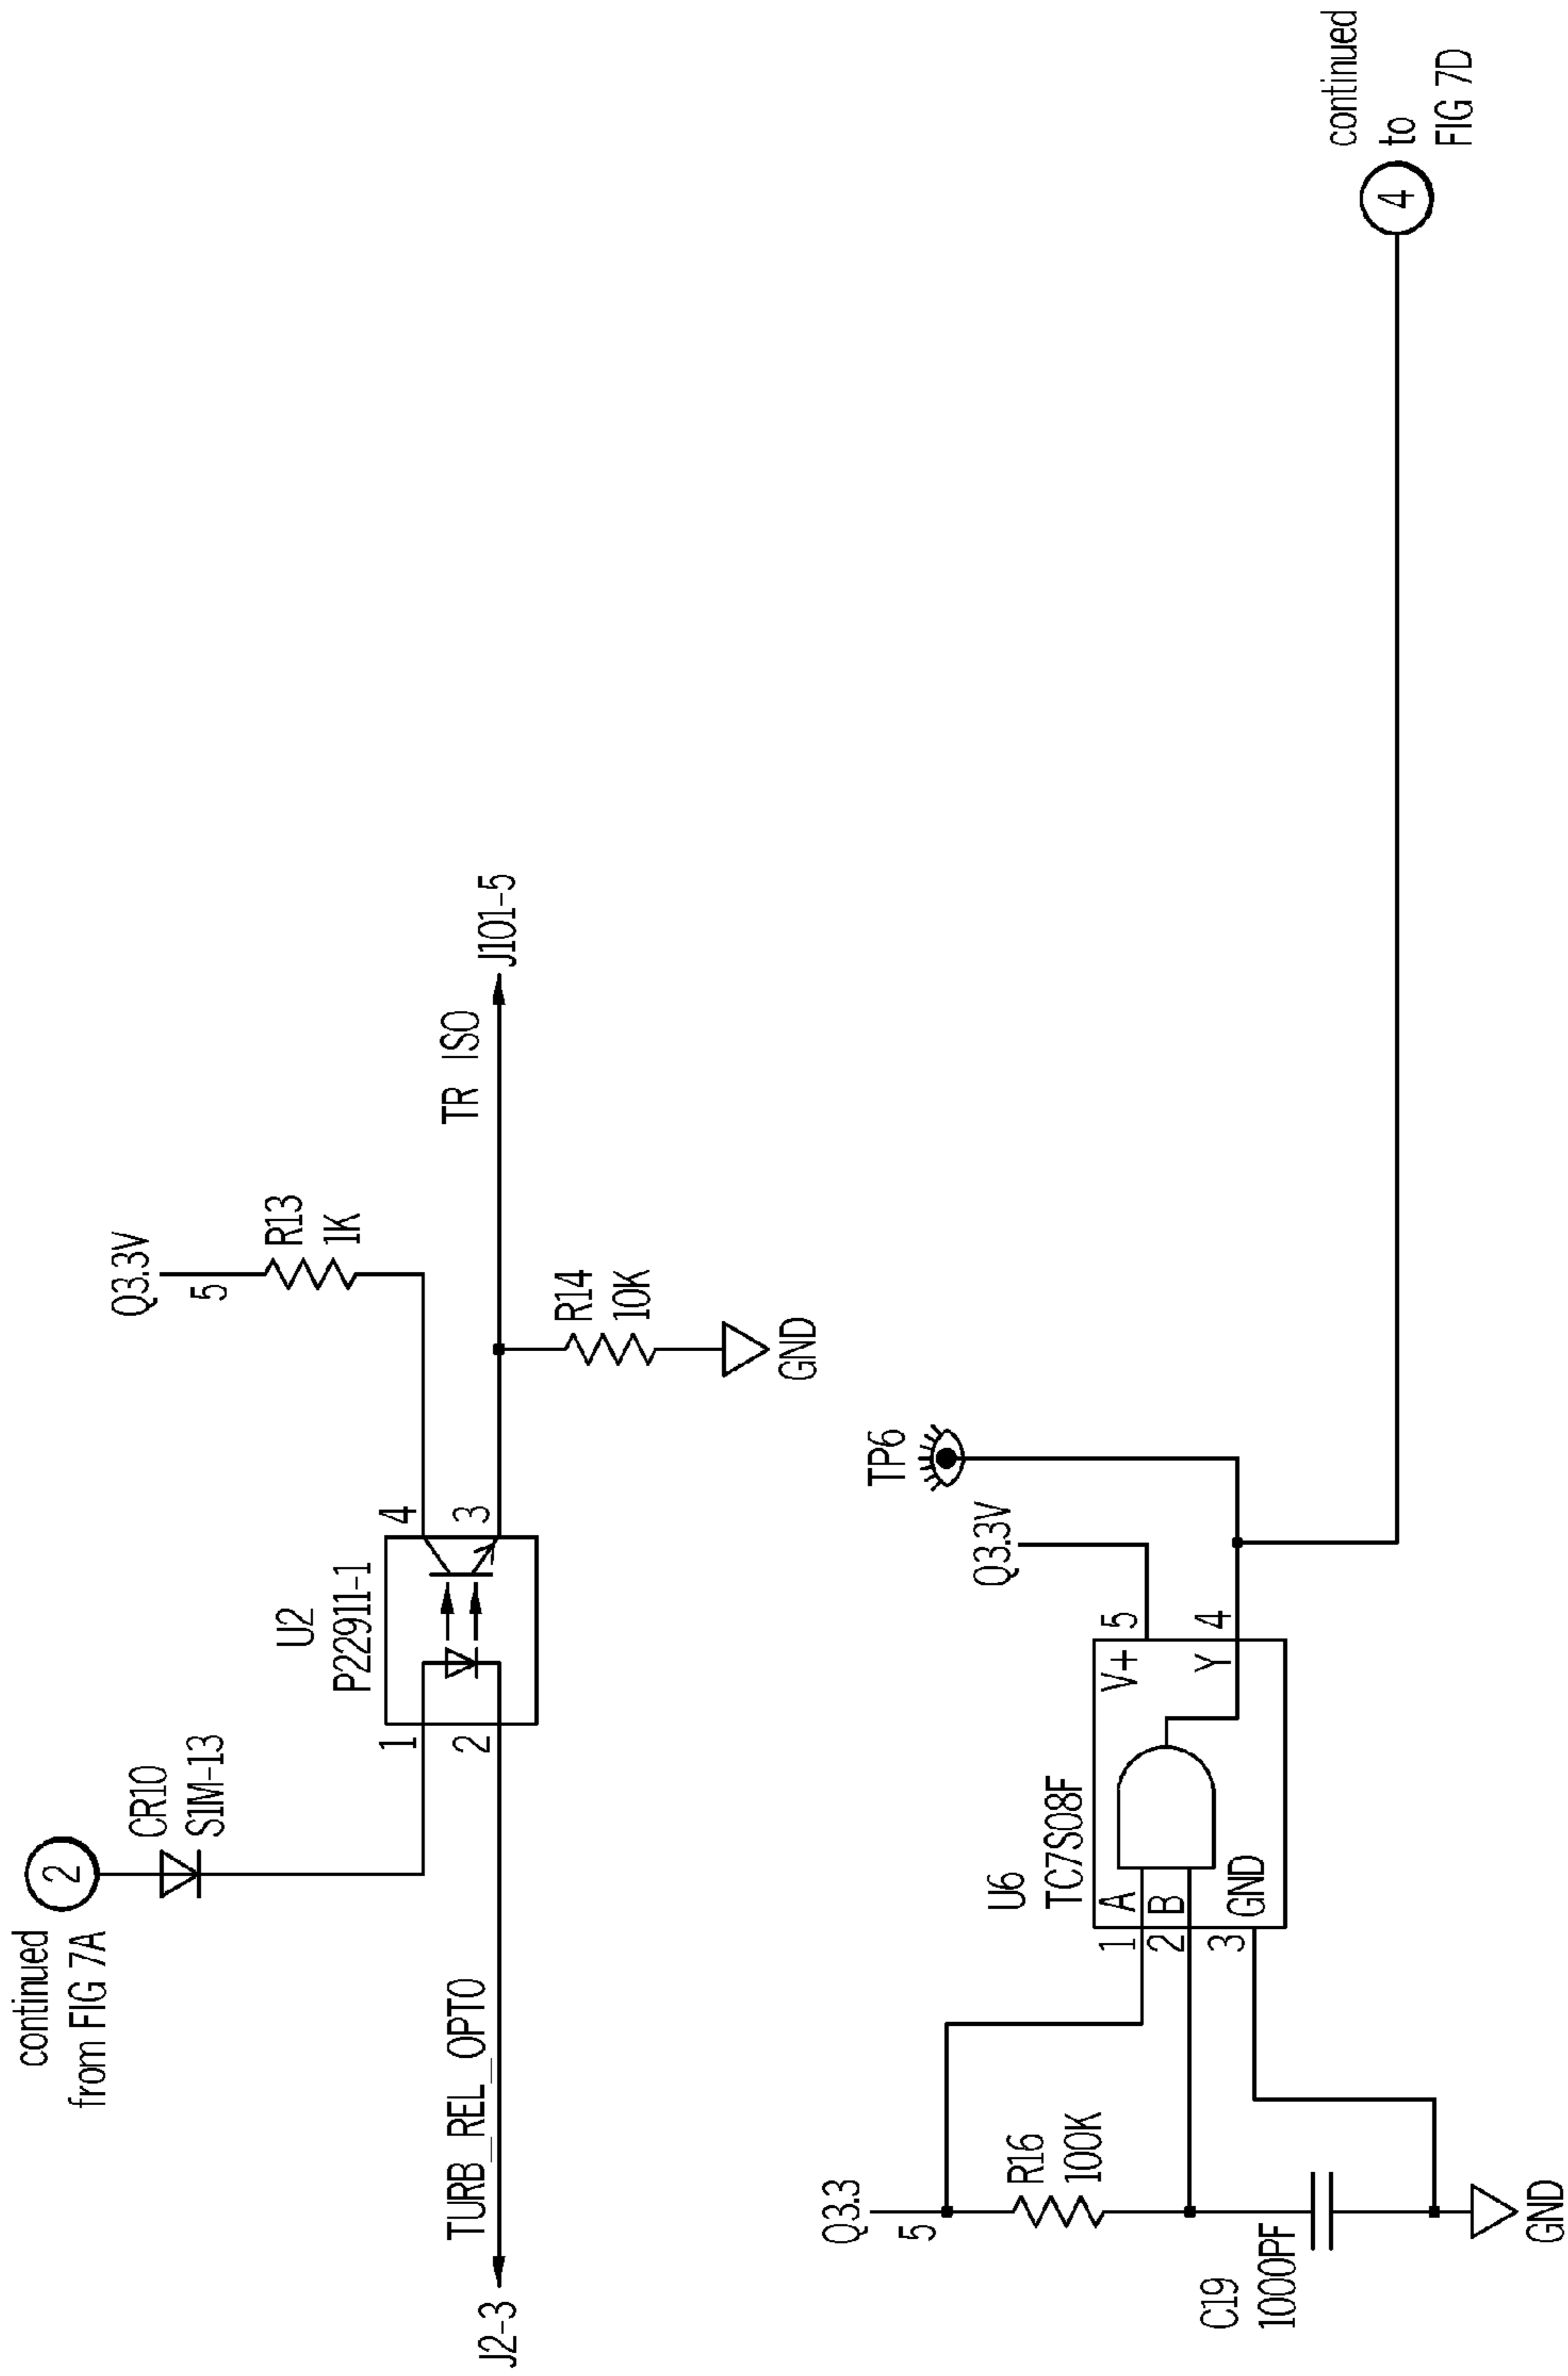 continued
from FIG 7A
2
CR10
S1M-13
U2
P22911-1
1
2
4
3
Q3.3V
5
R13
1K
TURB_REL_OPTO
J2-3
TR ISO
J101-5
R14
10K
GND
Q3.3
5
R16
100K
C19
1000PF
GND
U6
TC7S08F
1
A
2
B
3
GND
V+
5
Y
4
Q3.3V
TP6
4
continued
to
FIG 7D